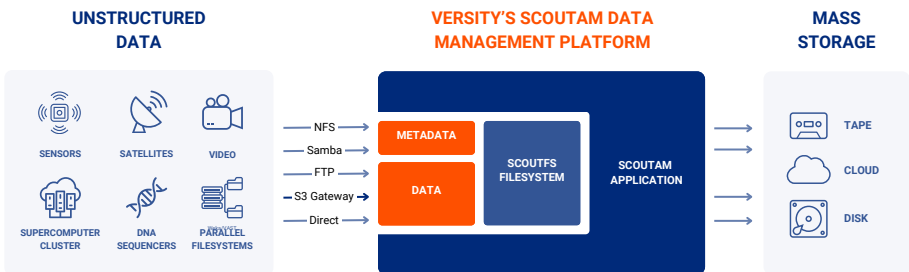 UNSTRUCTURED
DATA
VERSITY'S SCOUTAM DATA
MANAGEMENT PLATFORM
MASS
STORAGE
SENSORS
SATELLITES
VIDEO
SUPERCOMPUTER
CLUSTER
DNA
SEQUENCERS
PARALLEL
FILESYSTEMS
NFS
Samba
FTP
S3 Gateway
Direct
METADATA
DATA
SCOUTFS
FILESYSTEM
SCOUTAM
APPLICATION
TAPE
CLOUD
DISK